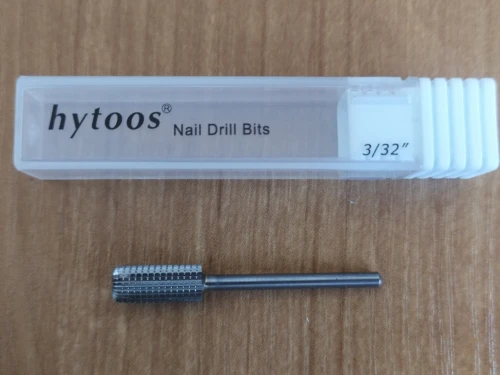 hytoos® Nail Drill Bits
3/32"